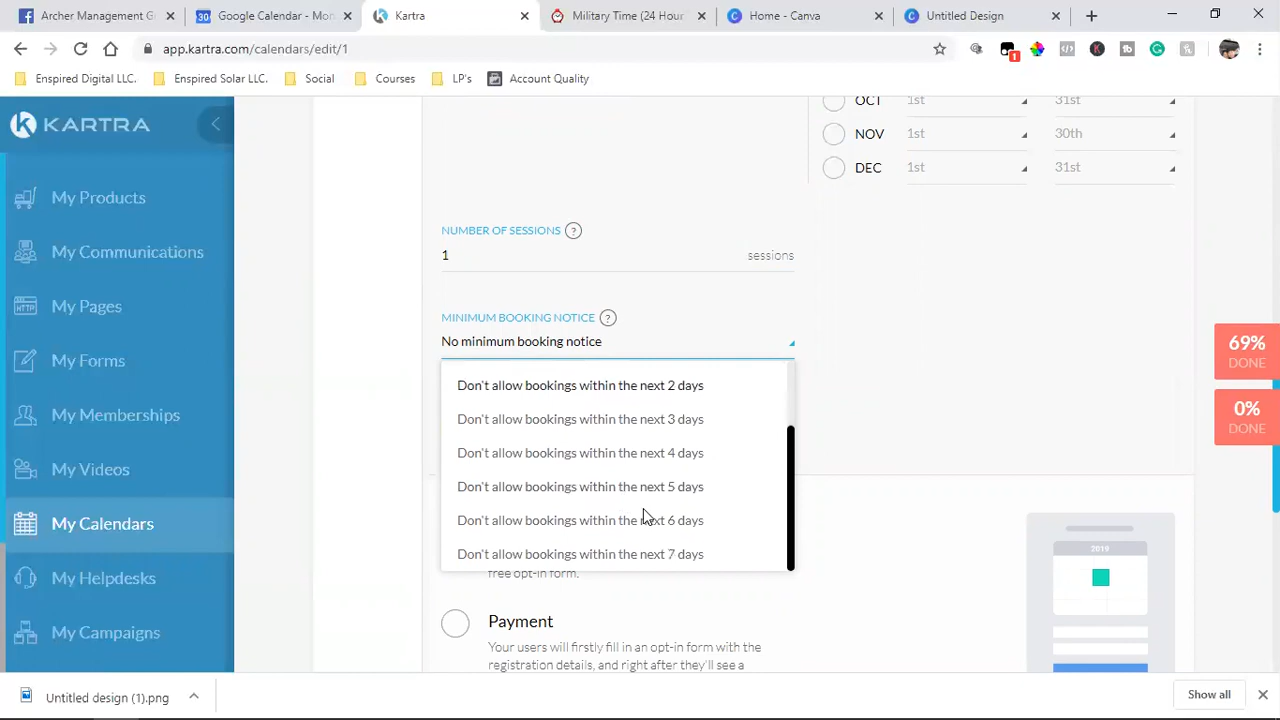 Archer Management G
Google Calendar - Mon
Kartra
Military Time (24 Hour
Home - Canva
Untitled Design
app.kartra.com/calendars/edit/1
1
Enspired Digital LLC.
Enspired Solar LLC.
Social
Courses
LP's
Account Quality
KARTRA
My Products
My Communications
My Pages
My Forms
My Memberships
My Videos
My Calendars
My Helpdesks
My Campaigns
OCT 1st 31st
NOV 1st 30th
DEC 1st 31st
NUMBER OF SESSIONS ?
1 sessions
MINIMUM BOOKING NOTICE ?
No minimum booking notice
Don't allow bookings within the next 2 days
Don't allow bookings within the next 3 days
Don't allow bookings within the next 4 days
Don't allow bookings within the next 5 days
Don't allow bookings within the next 6 days
Don't allow bookings within the next 7 days
free opt-in form.
Payment
Your users will firstly fill in an opt-in form with the
registration details, and right after they'll see a
2019
69%
DONE
0%
DONE
Untitled design (1).png
Show all